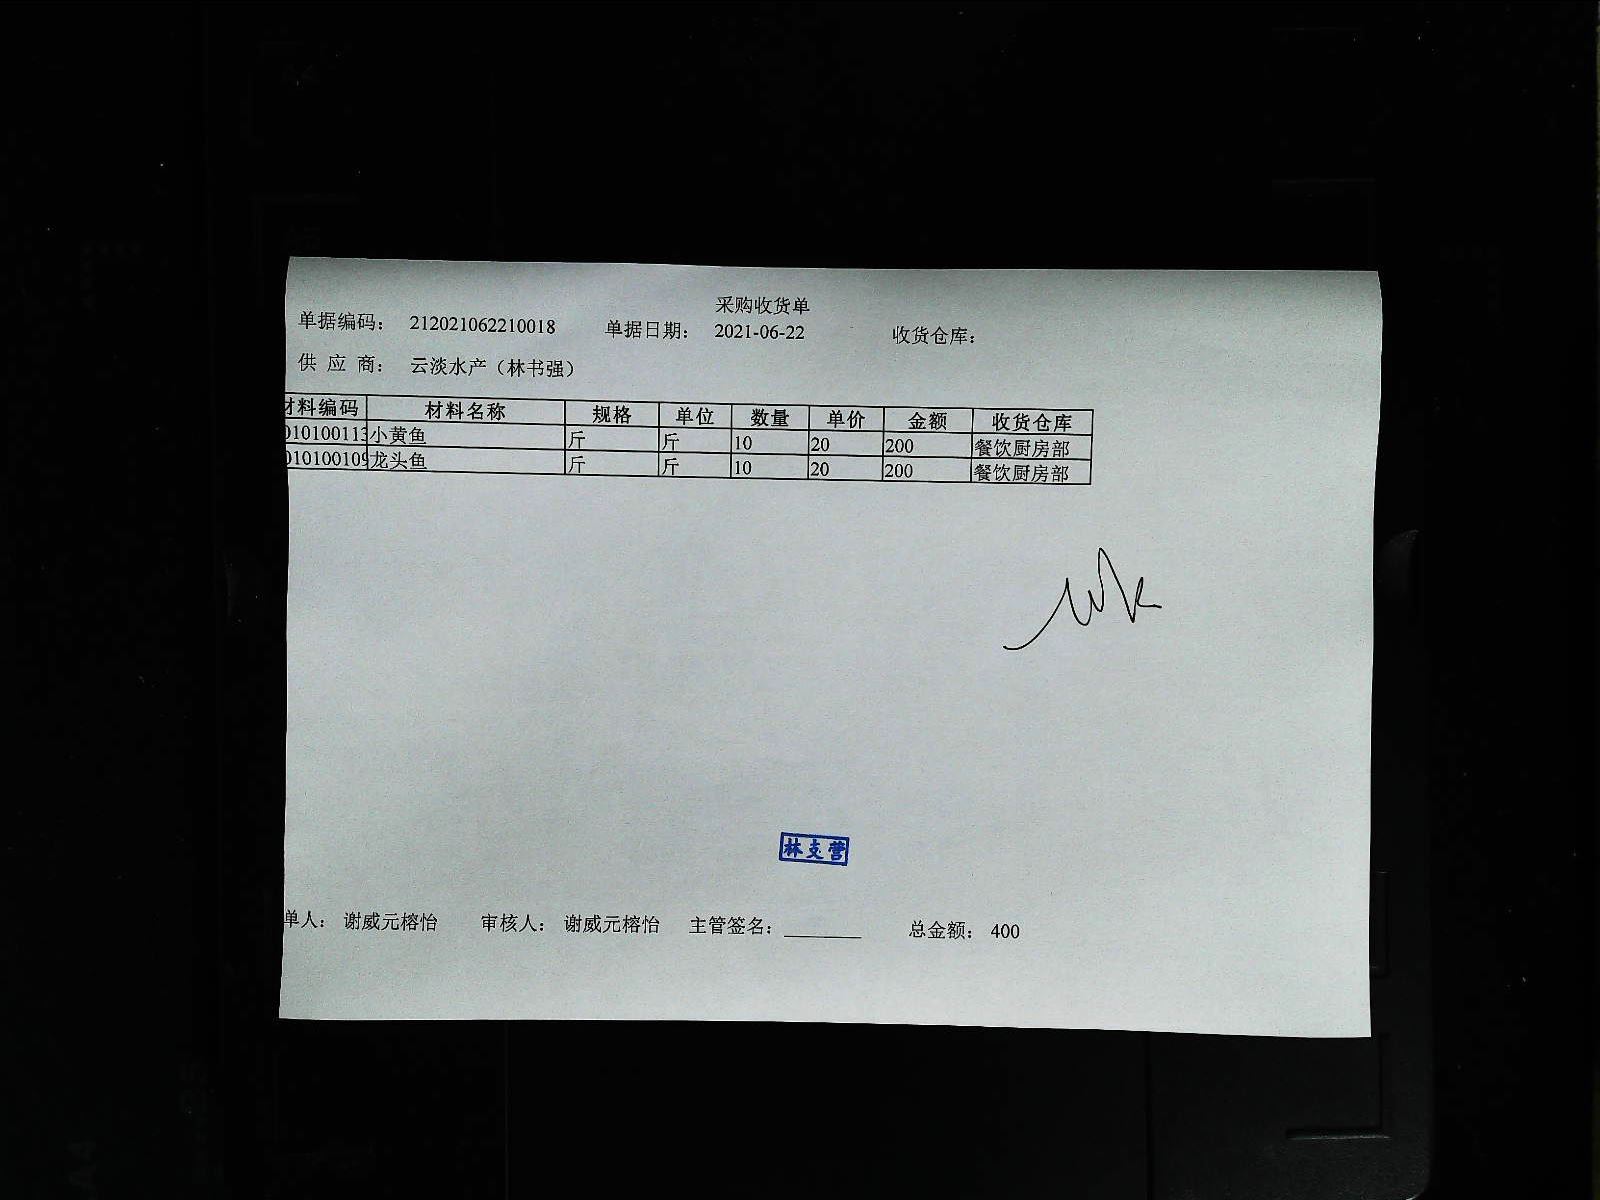 采购收货单
单据编码： 212021062210018 单据日期： 2021-06-22 收货仓库：
供 应 商： 云淡水产（林书强）
材料编码 材料名称 规格 单位 数量 单价 金额 收货仓库
010100113 小黄鱼 斤 斤 10 20 200 餐饮厨房部
010100109 龙头鱼 斤 斤 10 20 200 餐饮厨房部
林支营
单人： 谢威元榕怡 审核人： 谢威元榕怡 主管签名：________ 总金额： 400